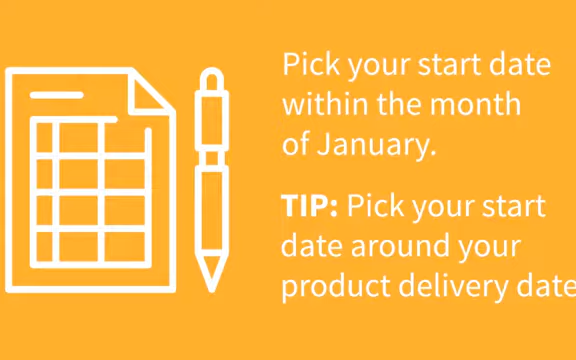 Pick your start date
within the month
of January.
TIP: Pick your start
date around your
product delivery date